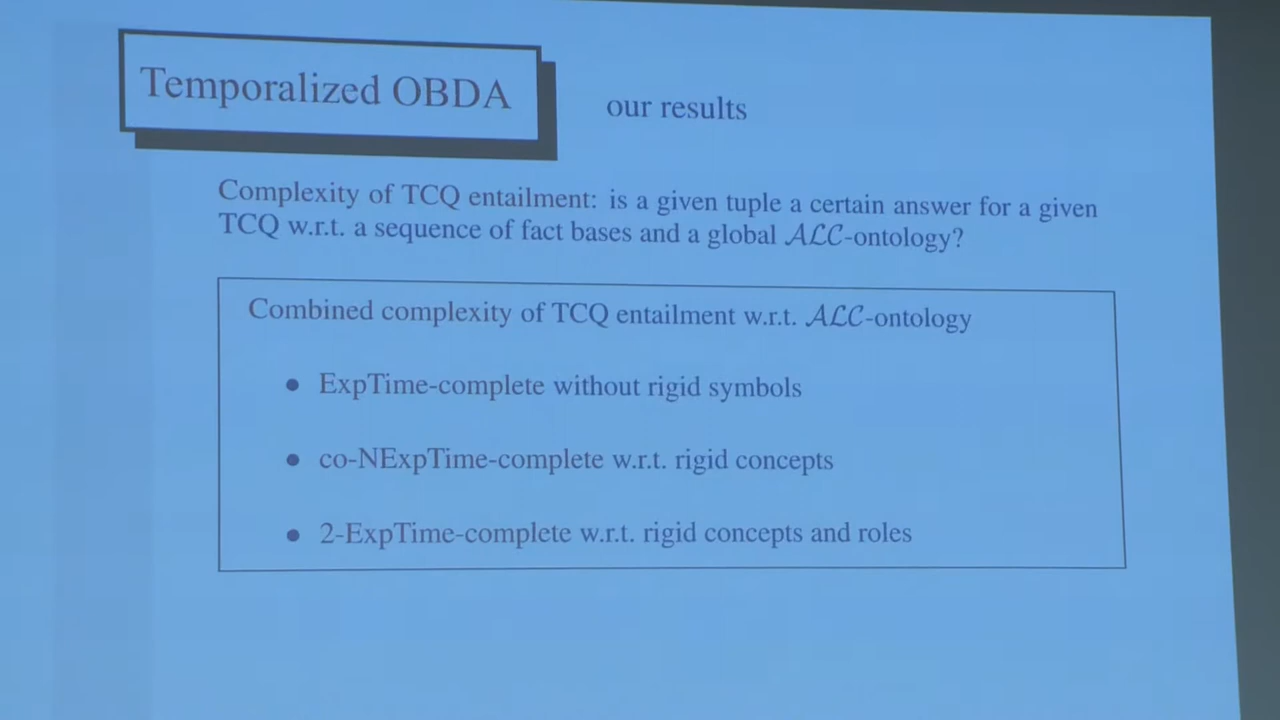 Temporalized OBDA
our results
Complexity of TCQ entailment: is a given tuple a certain answer for a given
TCQ w.r.t. a sequence of fact bases and a global ALC-ontology?
Combined complexity of TCQ entailment w.r.t. ALC-ontology
• ExpTime-complete without rigid symbols
• co-NExpTime-complete w.r.t. rigid concepts
• 2-ExpTime-complete w.r.t. rigid concepts and roles